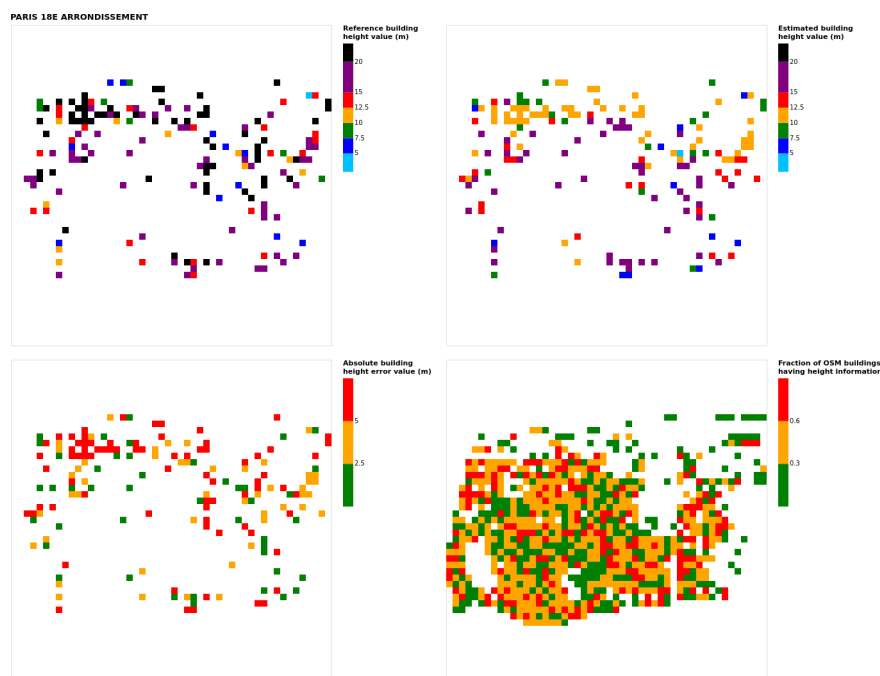 PARIS 18E ARRONDISSEMENT
Reference building
height value (m)
20
15
12.5
10
7.5
5
Estimated building
height value (m)
20
15
12.5
10
7.5
5
Absolute building
height error value (m)
5
2.5
Fraction of OSM buildings
having height information
0.6
0.3